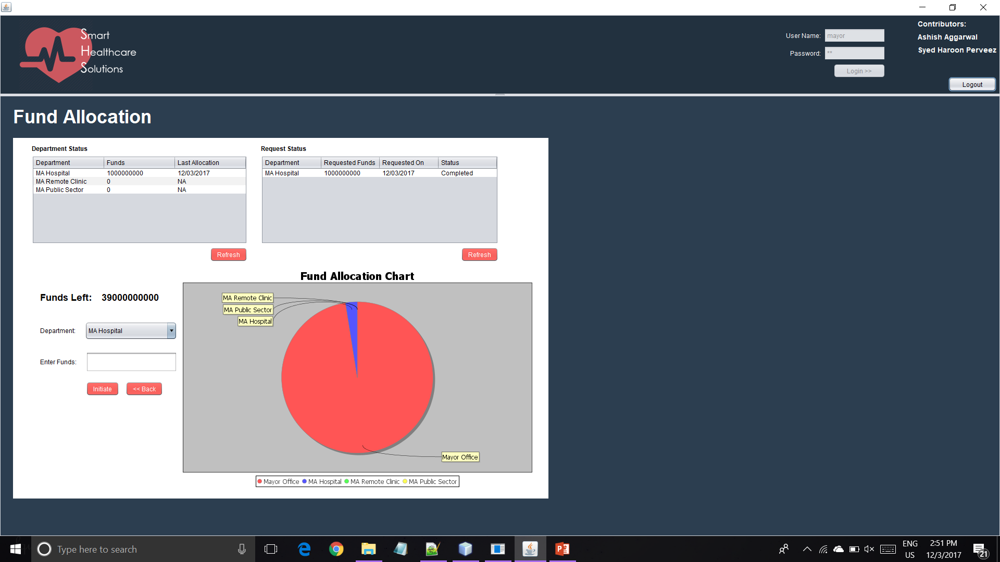 Smart
Healthcare
Solutions
User Name: mayor
Password: **
Login >>
Contributors:
Ashish Aggarwal
Syed Haroon Perveez
Logout
Fund Allocation
Department Status
Department Funds Last Allocation
MA Hospital 1000000000 12/03/2017
MA Remote Clinic 0 NA
MA Public Sector 0 NA
Refresh
Request Status
Department Requested Funds Requested On Status
MA Hospital 1000000000 12/03/2017 Completed
Refresh
Funds Left: 39000000000
Department: MA Hospital
Enter Funds:
Initiate << Back
Fund Allocation Chart
MA Remote Clinic
MA Public Sector
MA Hospital
Mayor Office
Mayor Office MA Hospital MA Remote Clinic MA Public Sector
Type here to search
ENG
US
2:51 PM
12/3/2017
21